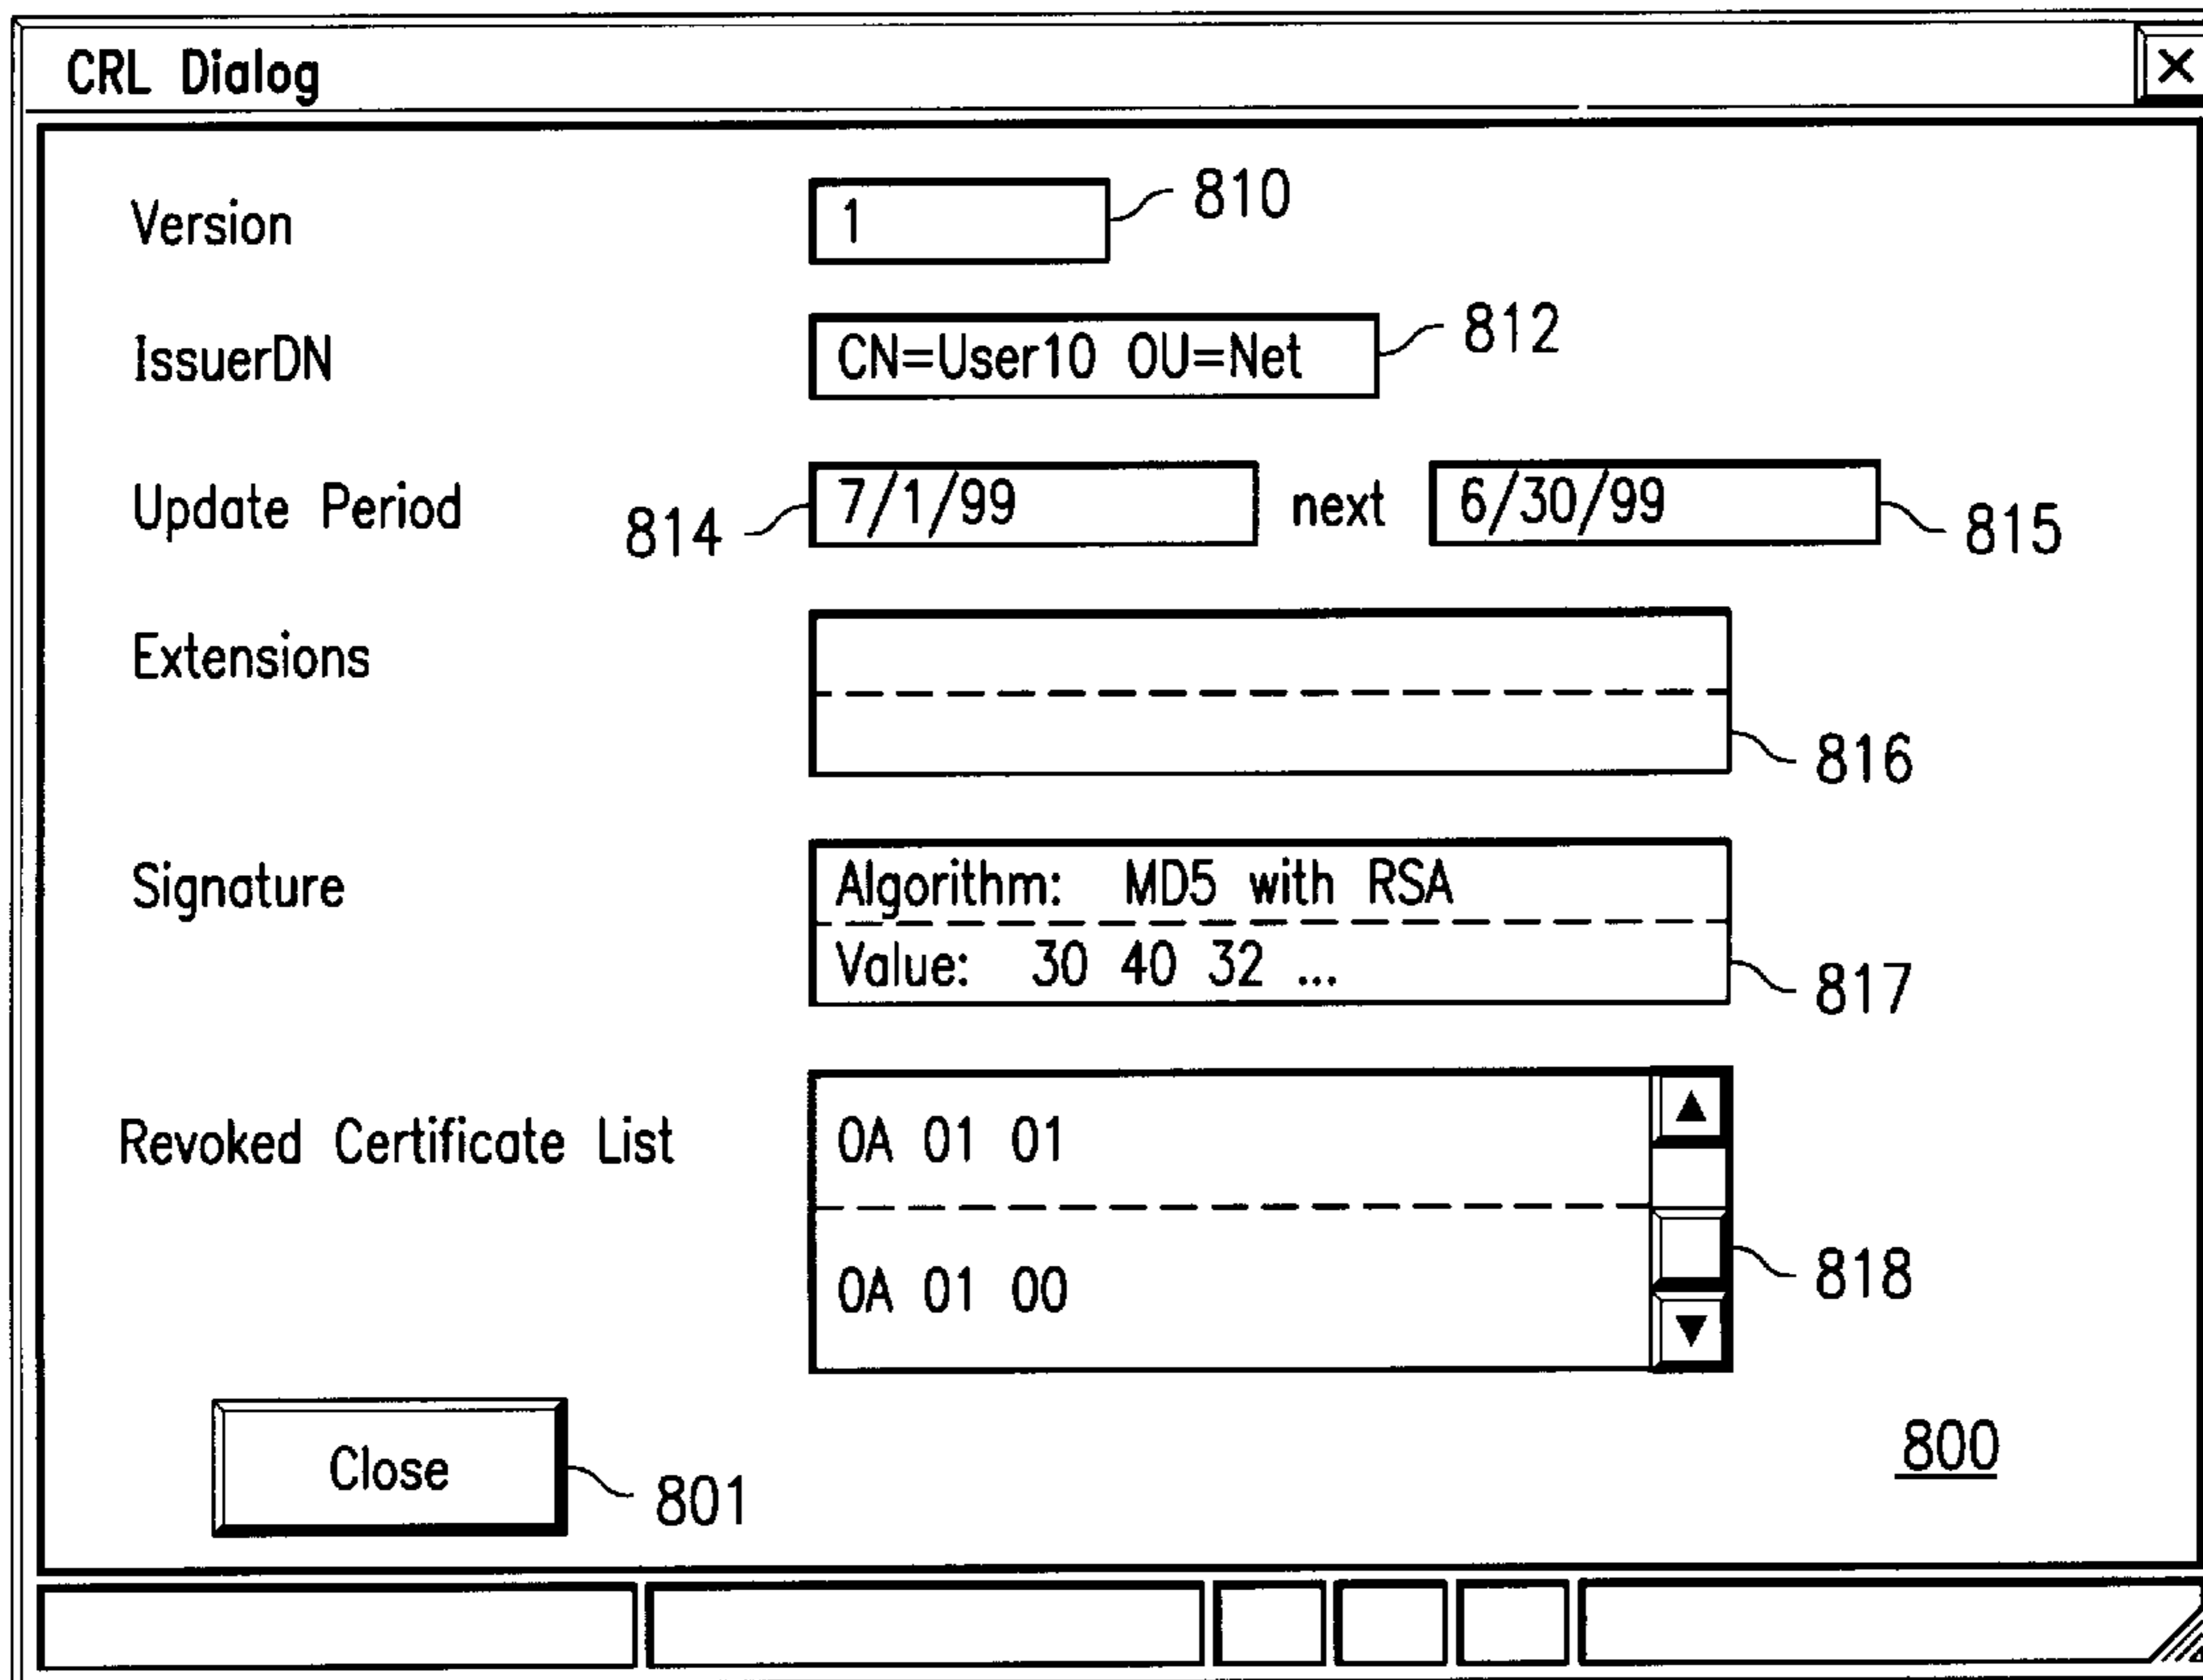 CRL Dialog
Version 1 810
IssuerDN CN=User10 OU=Net 812
Update Period 814 7/1/99 next 6/30/99 815
Extensions 816
Signature Algorithm: MD5 with RSA
Value: 30 40 32 ... 817
Revoked Certificate List 0A 01 01
0A 01 00 818
Close 801 800